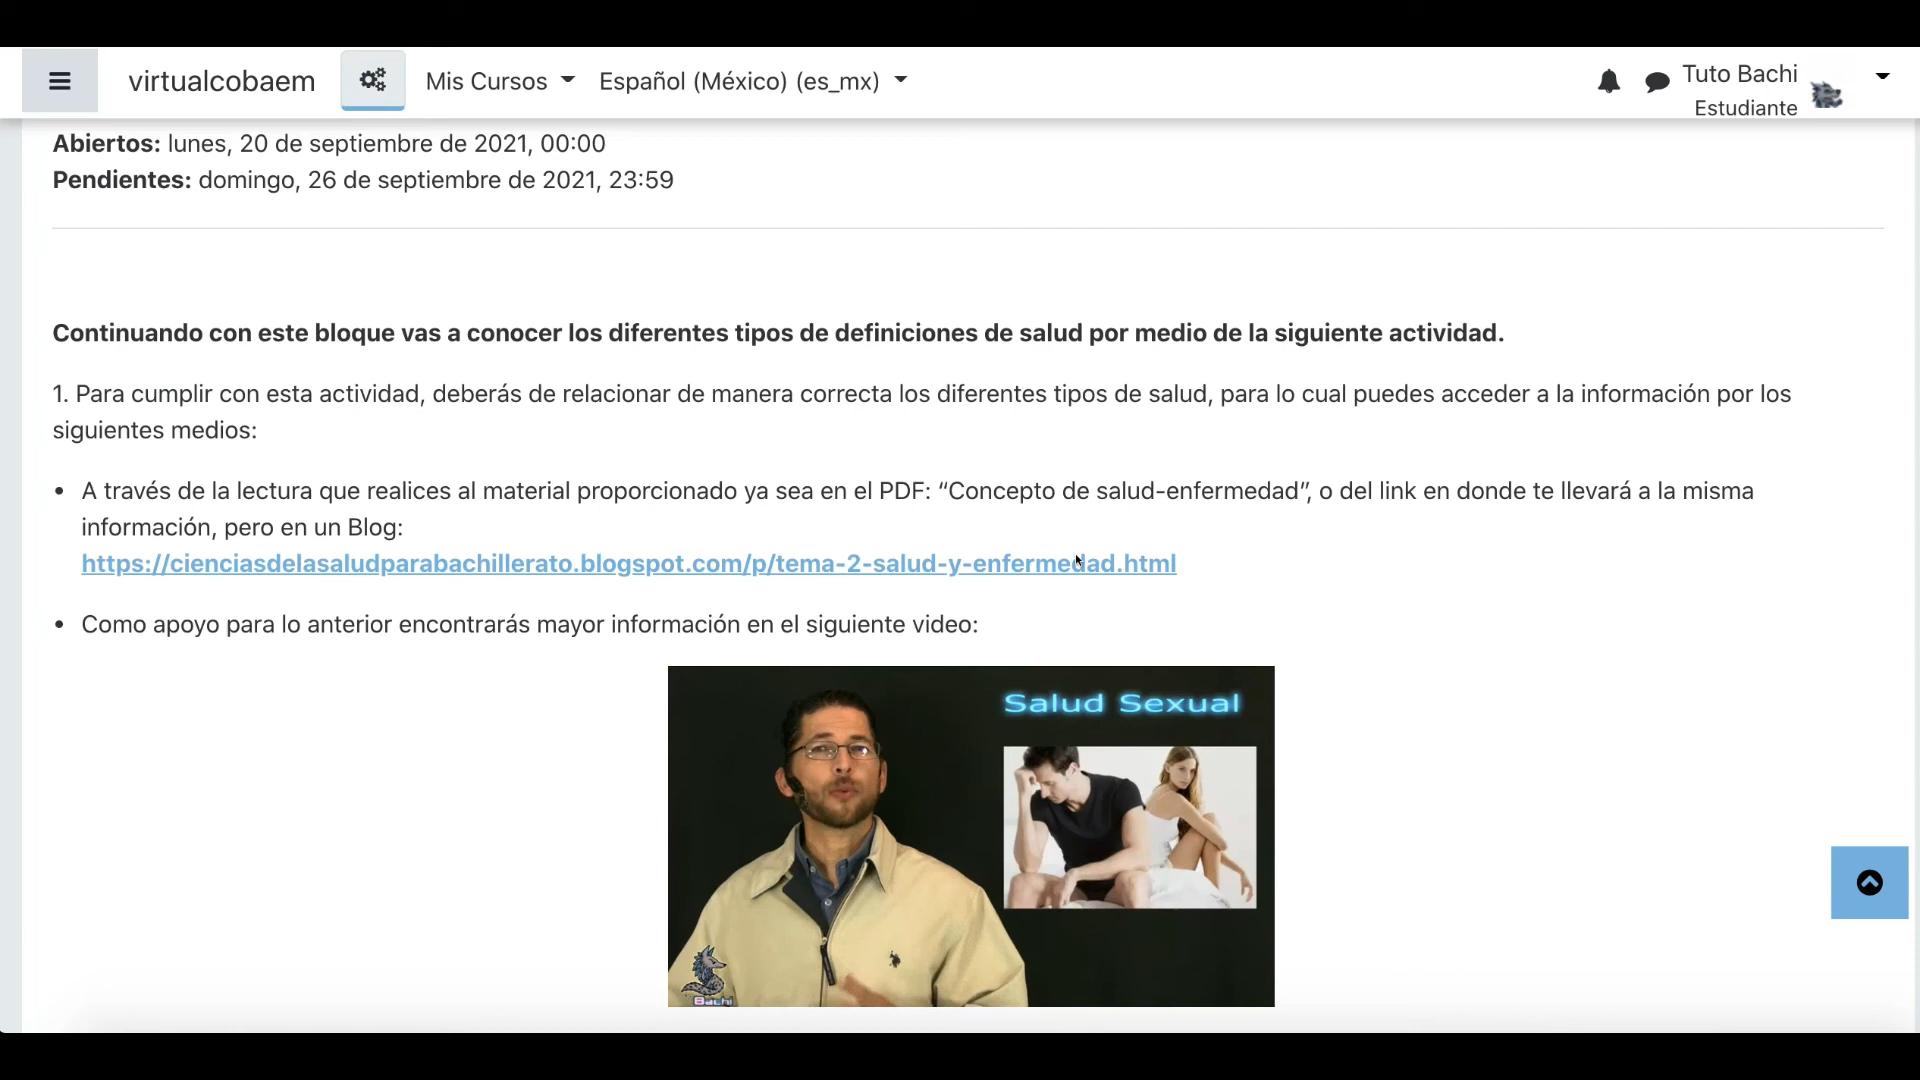 virtualcobaem
Mis Cursos
Español (México) (es_mx)
Tuto Bachi
Estudiante
Abiertos: lunes, 20 de septiembre de 2021, 00:00
Pendientes: domingo, 26 de septiembre de 2021, 23:59
Continuando con este bloque vas a conocer los diferentes tipos de definiciones de salud por medio de la siguiente actividad.
1. Para cumplir con esta actividad, deberás de relacionar de manera correcta los diferentes tipos de salud, para lo cual puedes acceder a la información por los
siguientes medios:
• A través de la lectura que realices al material proporcionado ya sea en el PDF: “Concepto de salud-enfermedad”, o del link en donde te llevará a la misma
información, pero en un Blog:
https://cienciasdelasaludparabachillerato.blogspot.com/p/tema-2-salud-y-enfermedad.html
• Como apoyo para lo anterior encontrarás mayor información en el siguiente video:
Salud Sexual
Bachi